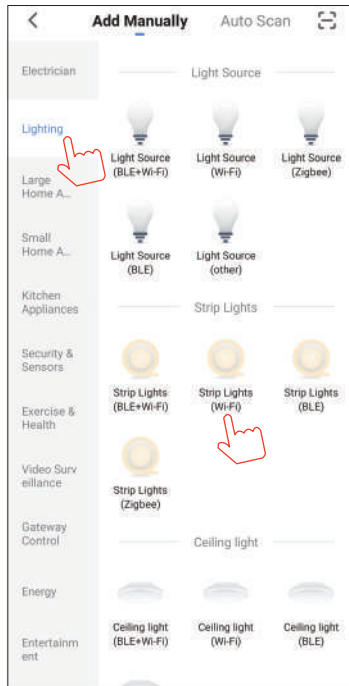 Add Manually Auto Scan
Electrician
Lighting
Large
Home A...
Small
Home A...
Kitchen
Appliances
Security &
Sensors
Exercise &
Health
Video Surv
eillance
Gateway
Control
Energy
Entertainm
ent
Light Source
Light Source
(BLE+Wi-Fi)
Light Source
(Wi-Fi)
Light Source
(Zigbee)
Light Source
(BLE)
Light Source
(other)
Strip Lights
Strip Lights
(BLE+Wi-Fi)
Strip Lights
(Wi-Fi)
Strip Lights
(BLE)
Strip Lights
(Zigbee)
Ceiling light
Ceiling light
(BLE+Wi-Fi)
Ceiling light
(Wi-Fi)
Ceiling light
(BLE)